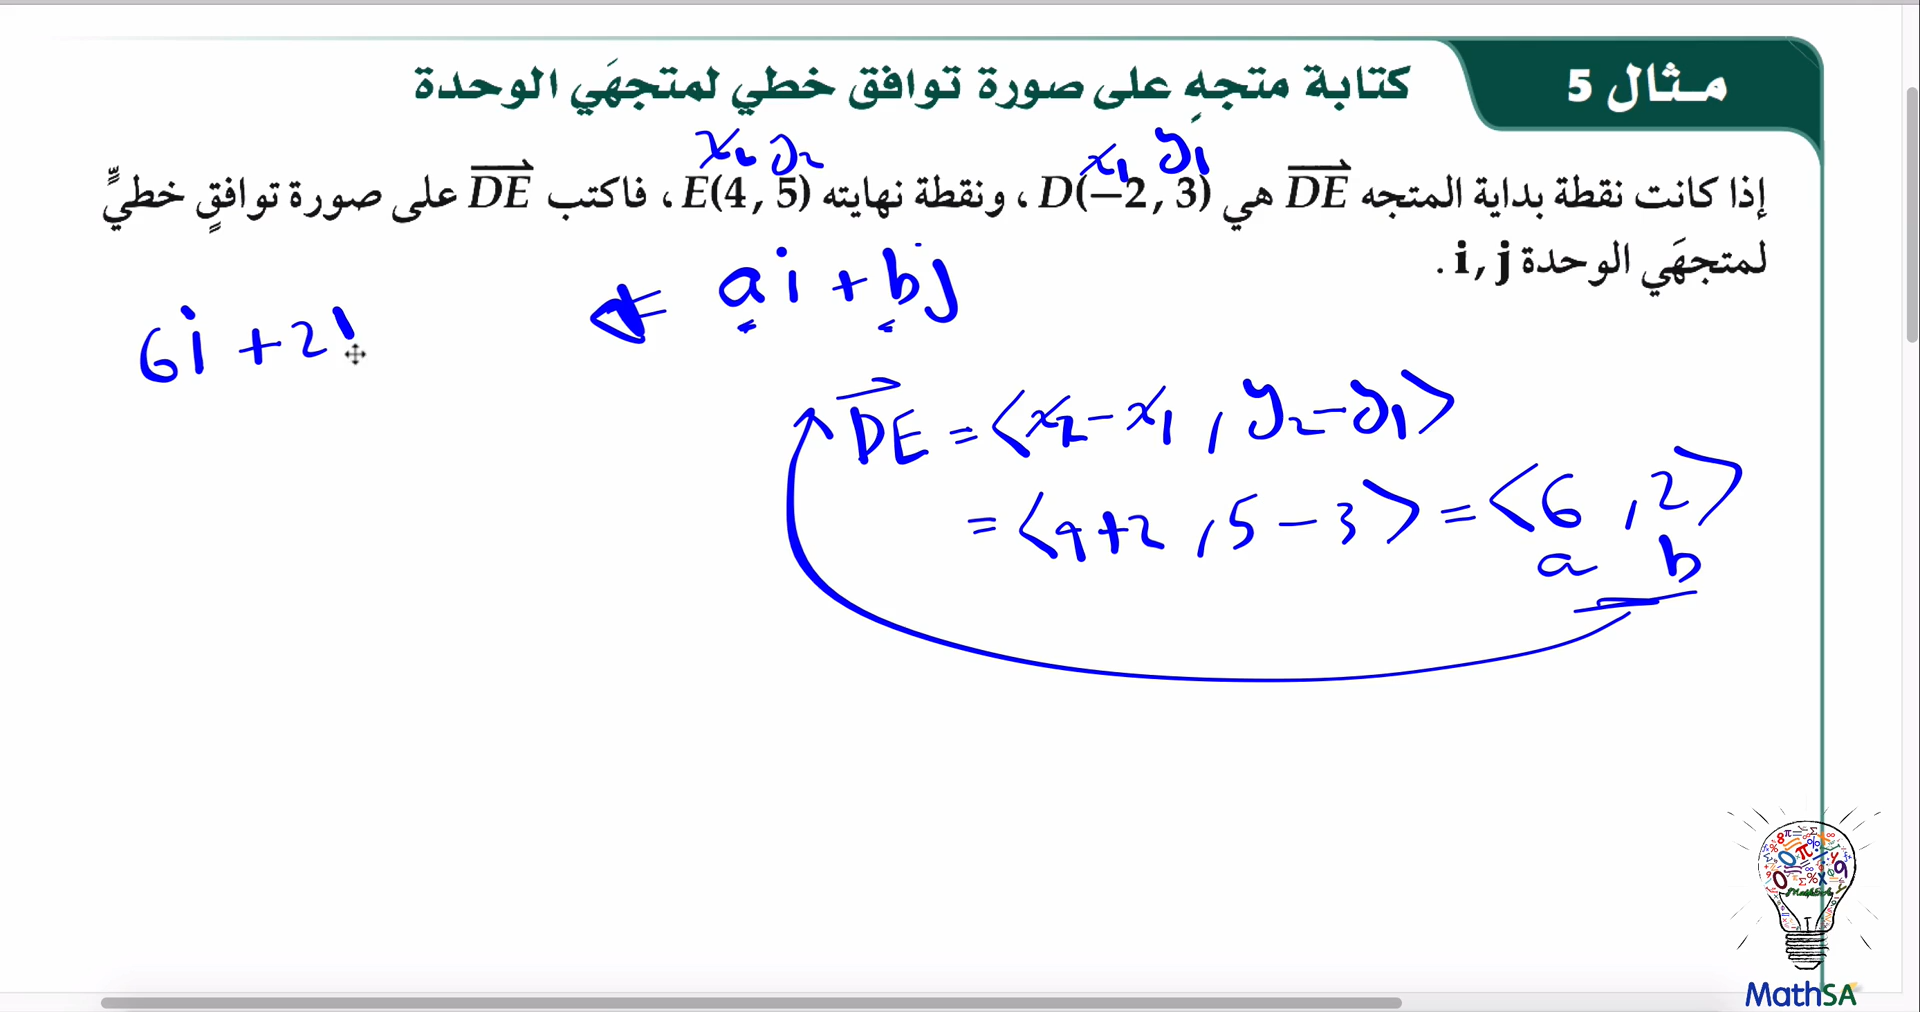 مثال 5 كتابة متجهٍ على صورة توافق خطي لمتجهَي الوحدة
x₂ y₂ x₁ y₁
إذا كانت نقطة بداية المتجه DE هي D(−2, 3) ، ونقطة نهايته E(4, 5) ، فاكتب DE على صورة توافقٍ خطيٍّ
لمتجهَي الوحدة i, j .
ai + bj
6i + 2
DE = ⟨x₂ − x₁ , y₂ − y₁⟩
= ⟨4+2 , 5 − 3⟩ = ⟨6 , 2⟩
a b
MathSA